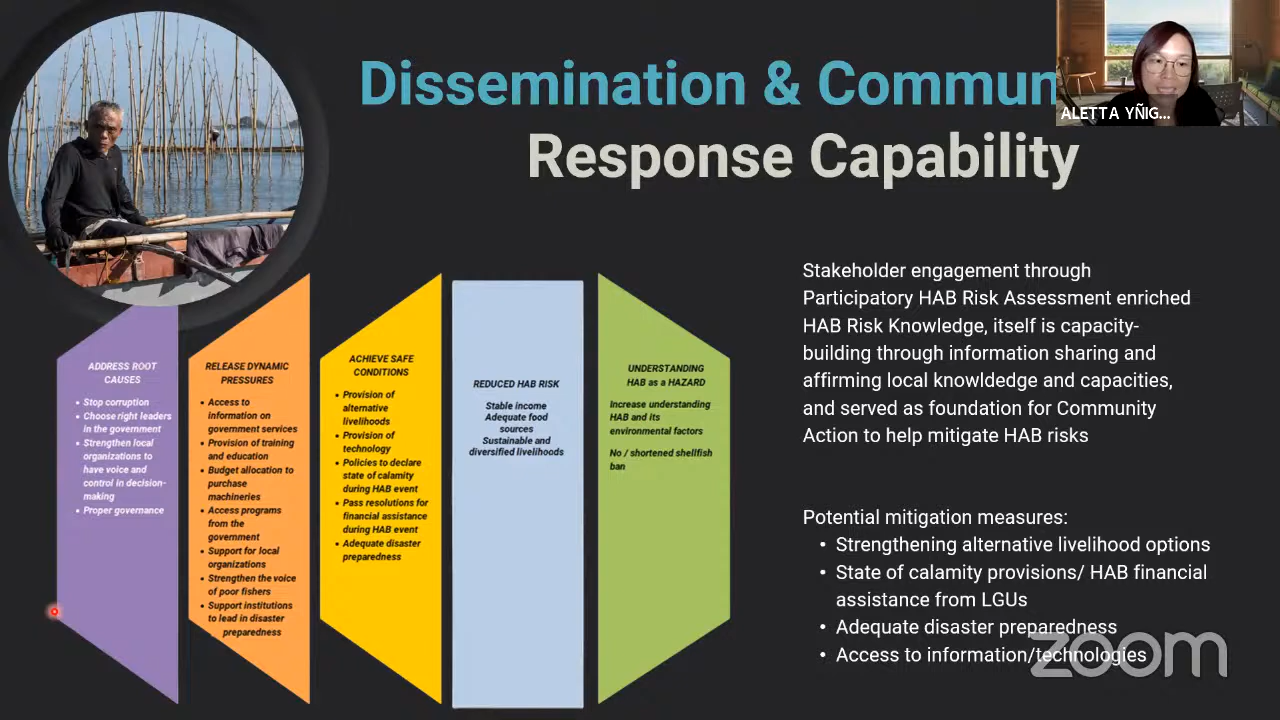 Dissemination & Commun
Response Capability
ALETTA YÑIG...
ADDRESS ROOT
CAUSES
• Stop corruption
• Choose right leaders
in the government
• Strengthen local
organizations to
have voice and
control in decision-
making
• Proper governance
RELEASE DYNAMIC
PRESSURES
• Access to
information on
government services
• Provision of training
and education
• Budget allocation to
purchase
machineries
• Access programs
from the
government
• Support for local
organizations
• Strengthen the voice
of poor fishers
• Support institutions
to lead in disaster
preparedness
ACHIEVE SAFE
CONDITIONS
• Provision of
alternative
livelihoods
• Provision of
technology
• Policies to declare
state of calamity
during HAB event
• Pass resolutions for
financial assistance
during HAB event
• Adequate disaster
preparedness
REDUCED HAB RISK
Stable income
Adequate food
sources
Sustainable and
diversified livelihoods
UNDERSTANDING
HAB as a HAZARD
Increase understanding
HAB and its
environmental factors
No / shortened shellfish
ban
Stakeholder engagement through
Participatory HAB Risk Assessment enriched
HAB Risk Knowledge, itself is capacity-
building through information sharing and
affirming local knowldedge and capacities,
and served as foundation for Community
Action to help mitigate HAB risks
Potential mitigation measures:
• Strengthening alternative livelihood options
• State of calamity provisions/ HAB financial
assistance from LGUs
• Adequate disaster preparedness
• Access to information/technologies
zoom